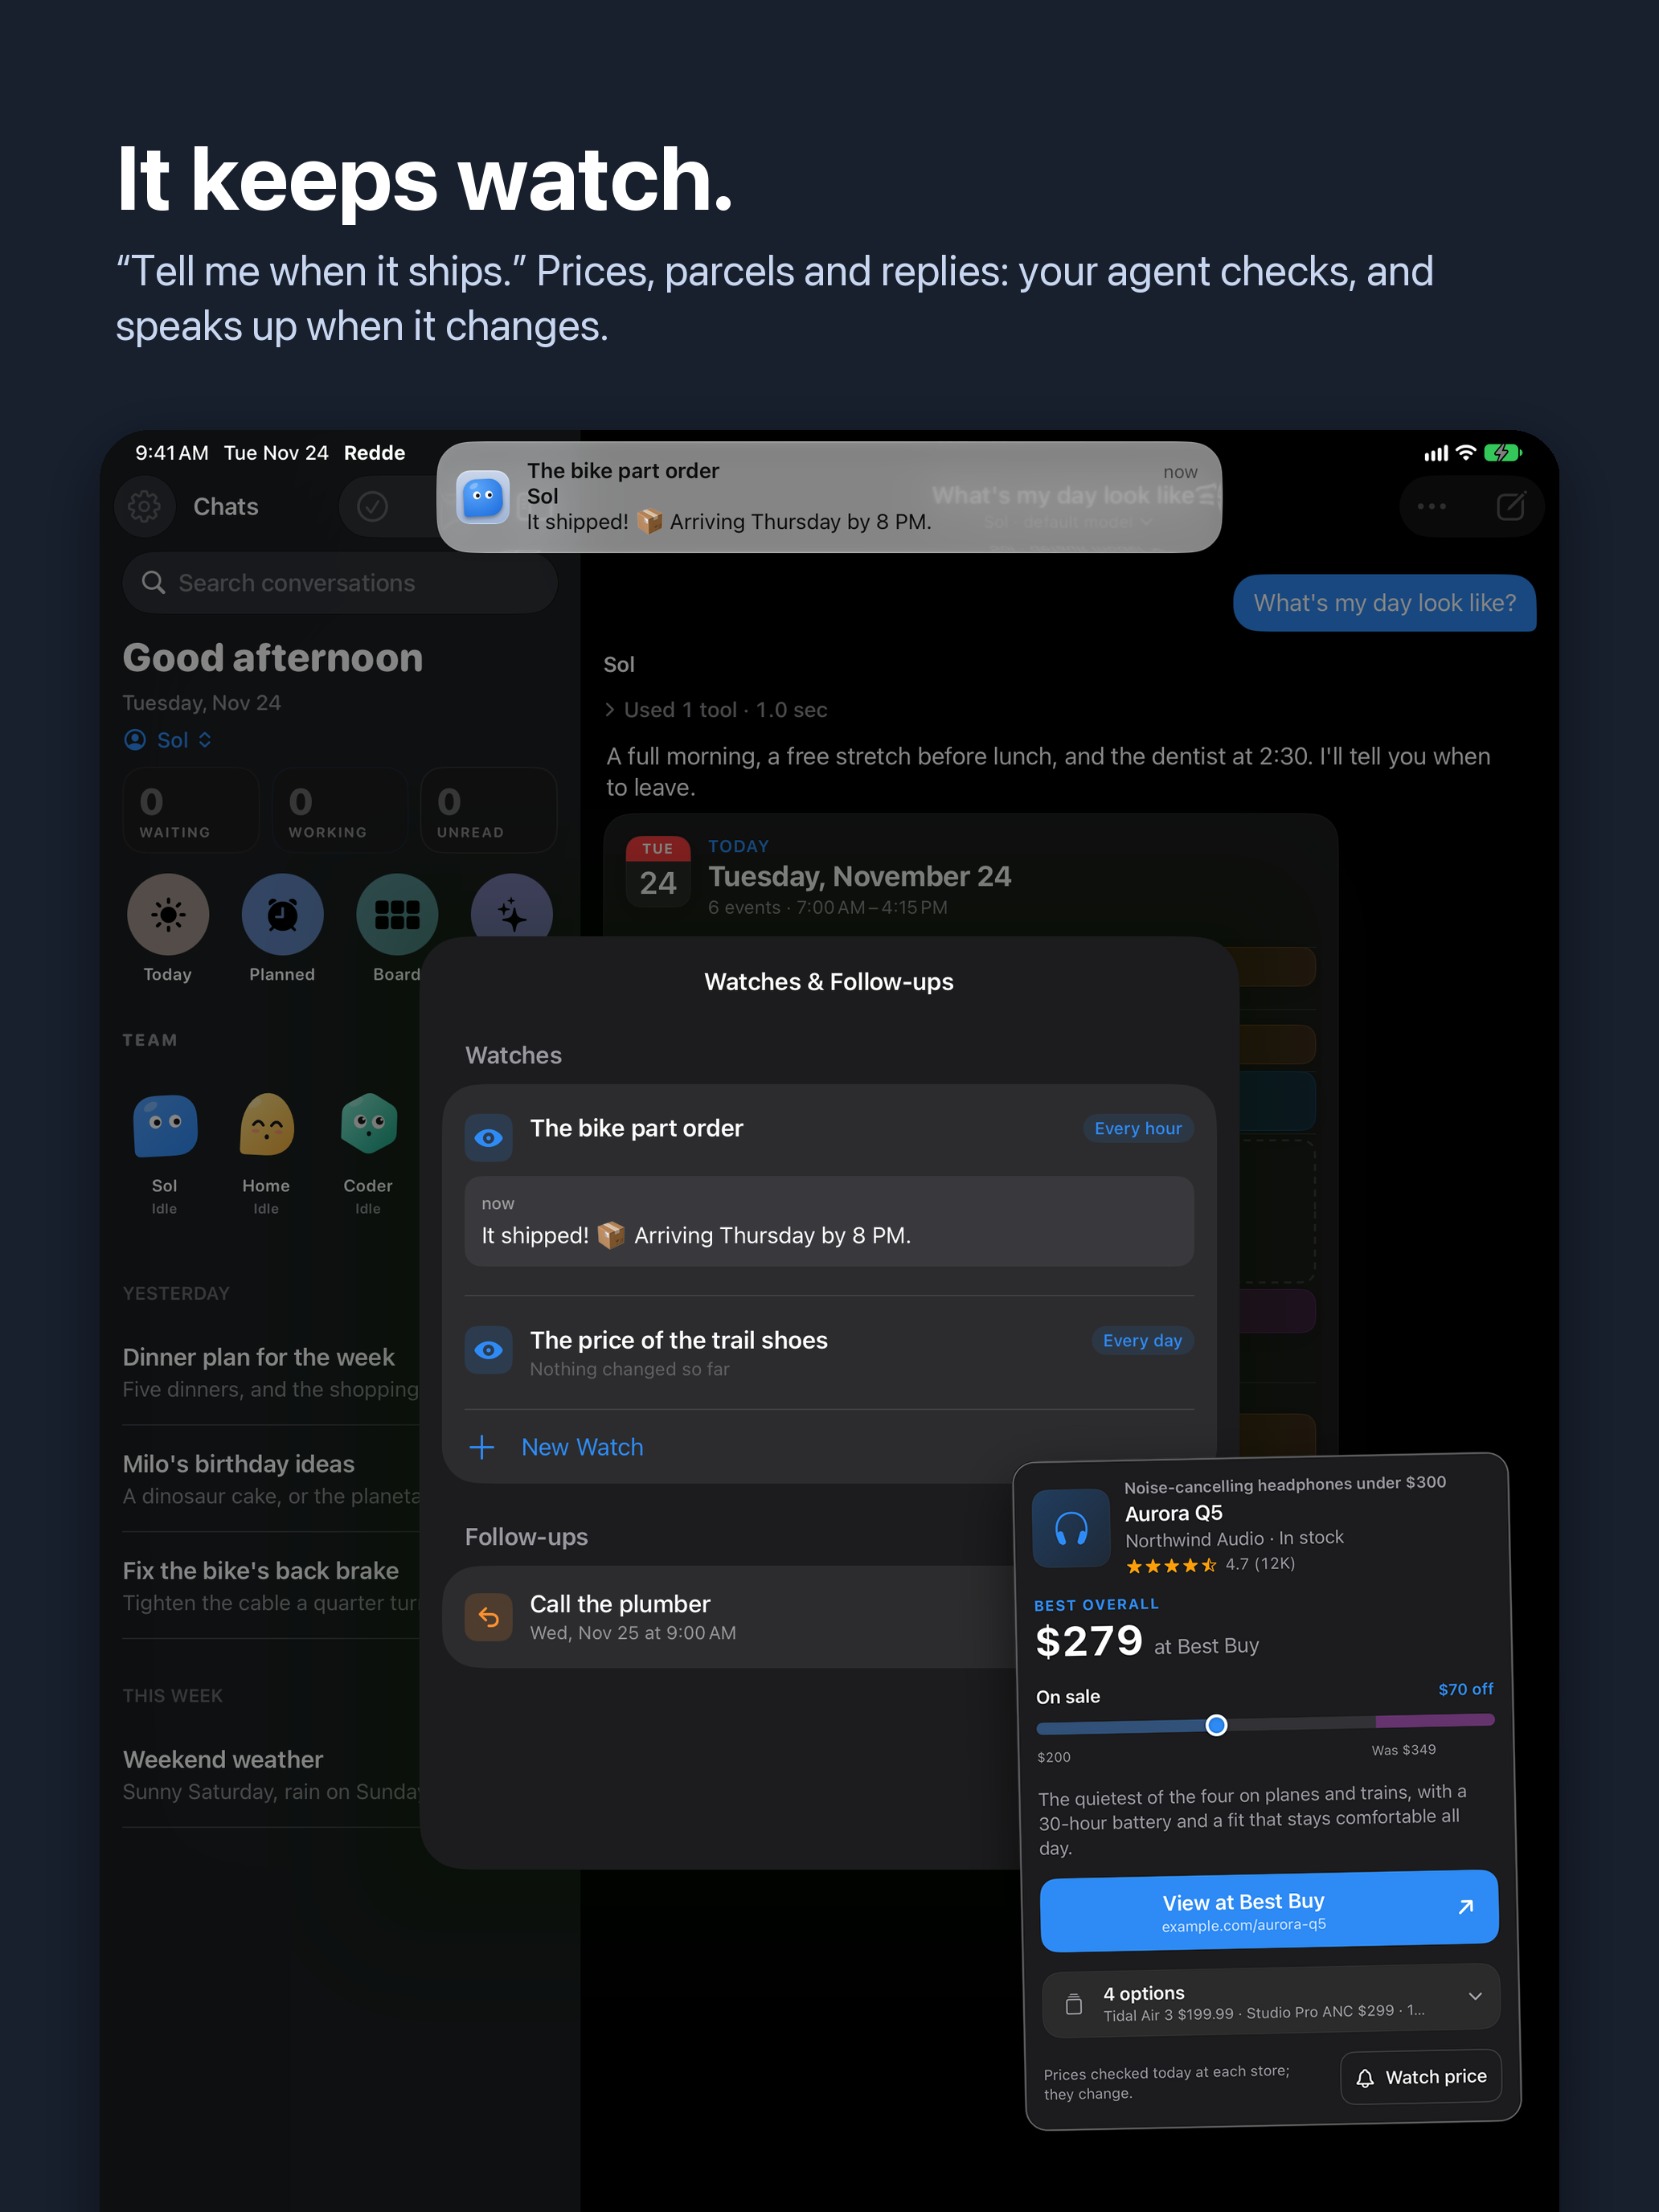 It keeps watch.
“Tell me when it ships.” Prices, parcels and replies: your agent checks, and
speaks up when it changes.
9:41 AM Tue Nov 24 Redde
The bike part order
now
Sol
It shipped! 📦 Arriving Thursday by 8 PM.
What's my day look like
Sol · default model
Chats
Search conversations
Good afternoon
Tuesday, Nov 24
Sol
0
WAITING
0
WORKING
0
UNREAD
Today
Planned
Board
TEAM
Sol
Idle
Home
Idle
Coder
Idle
YESTERDAY
Dinner plan for the week
Five dinners, and the shopping
Milo's birthday ideas
A dinosaur cake, or the planeta
Fix the bike's back brake
Tighten the cable a quarter tur
THIS WEEK
Weekend weather
Sunny Saturday, rain on Sunda
What's my day look like?
Sol
Used 1 tool · 1.0 sec
A full morning, a free stretch before lunch, and the dentist at 2:30. I'll tell you when
to leave.
TUE
24
TODAY
Tuesday, November 24
6 events · 7:00 AM – 4:15 PM
Watches & Follow-ups
Watches
The bike part order
Every hour
now
It shipped! 📦 Arriving Thursday by 8 PM.
The price of the trail shoes
Every day
Nothing changed so far
New Watch
Follow-ups
Call the plumber
Wed, Nov 25 at 9:00 AM
Noise-cancelling headphones under $300
Aurora Q5
Northwind Audio · In stock
4.7 (12K)
BEST OVERALL
$279 at Best Buy
On sale
$70 off
$200
Was $349
The quietest of the four on planes and trains, with a
30-hour battery and a fit that stays comfortable all
day.
View at Best Buy
example.com/aurora-q5
4 options
Tidal Air 3 $199.99 · Studio Pro ANC $299 · 1...
Prices checked today at each store;
they change.
Watch price